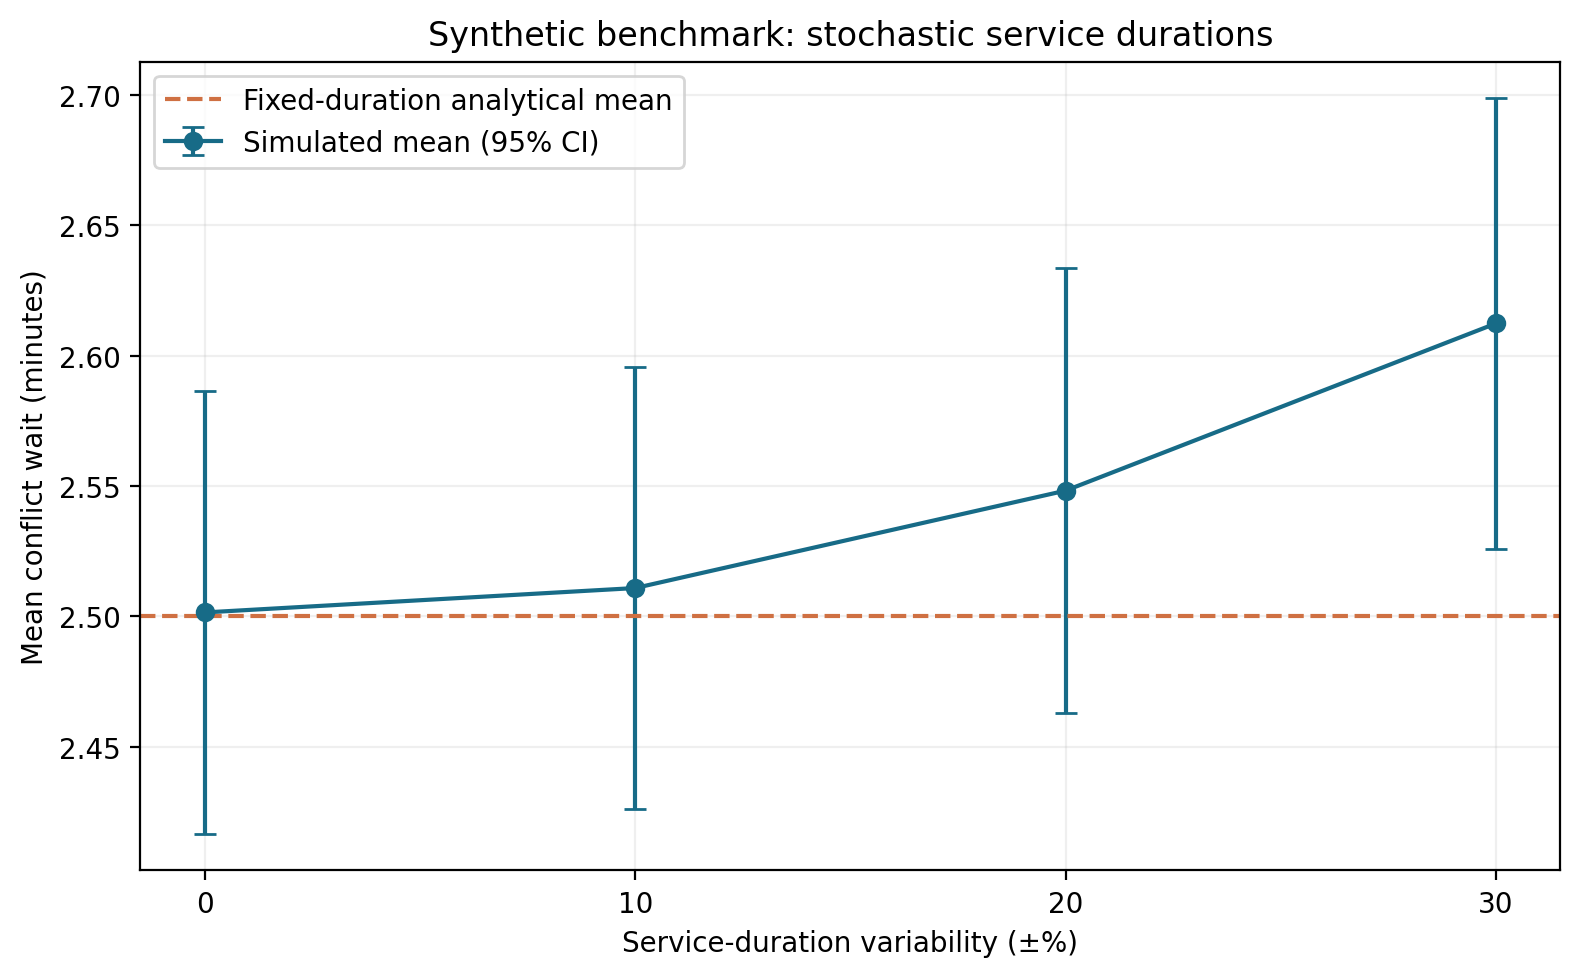 Synthetic benchmark: stochastic service durations
Fixed-duration analytical mean
Simulated mean (95% CI)
Mean conflict wait (minutes)
2.70
2.65
2.60
2.55
2.50
2.45
0
10
20
30
Service-duration variability (±%)